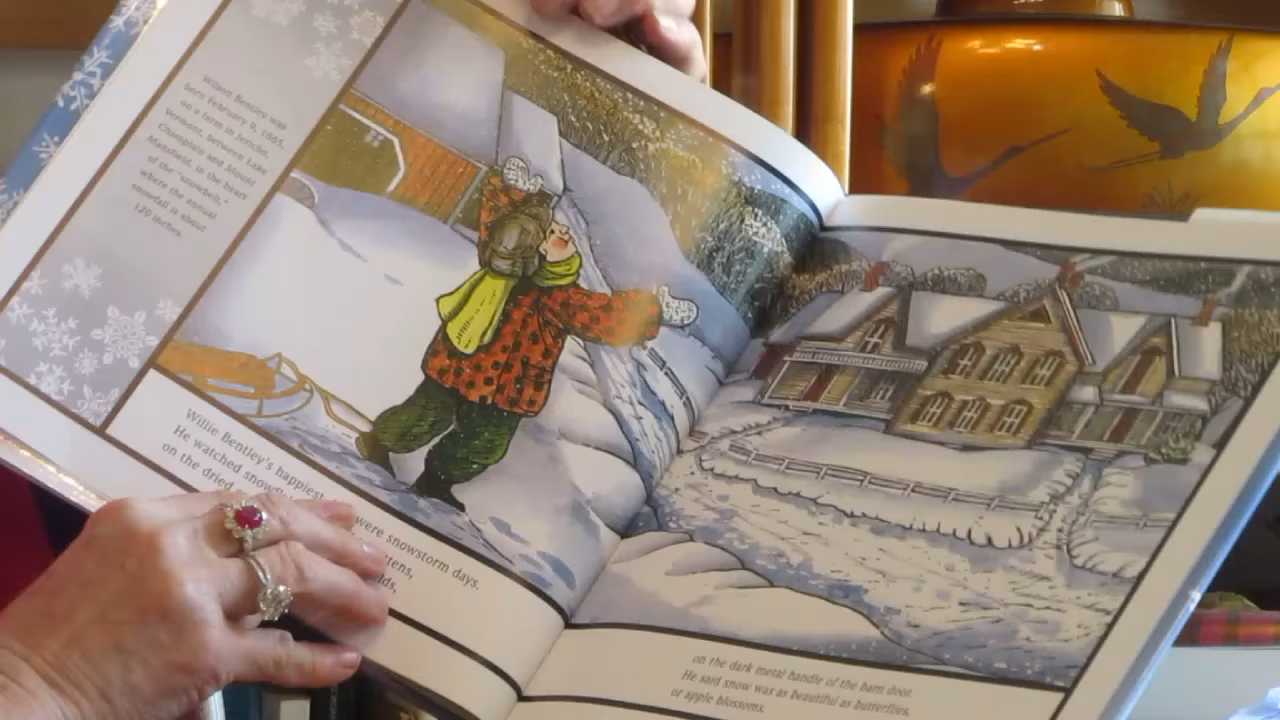 Wilson Bentley was
born February 9, 1865,
on a farm in Jericho,
Vermont, between Lake
Champlain and Mount
Mansfield, in the heart
of the "snowbelt,"
where the annual
snowfall is about
120 inches.
Willie Bentley's happiest were snowstorm days.
He watched
on the dried
on the dark metal handle of the barn door.
He said snow was as beautiful as butterflies,
or apple blossoms.